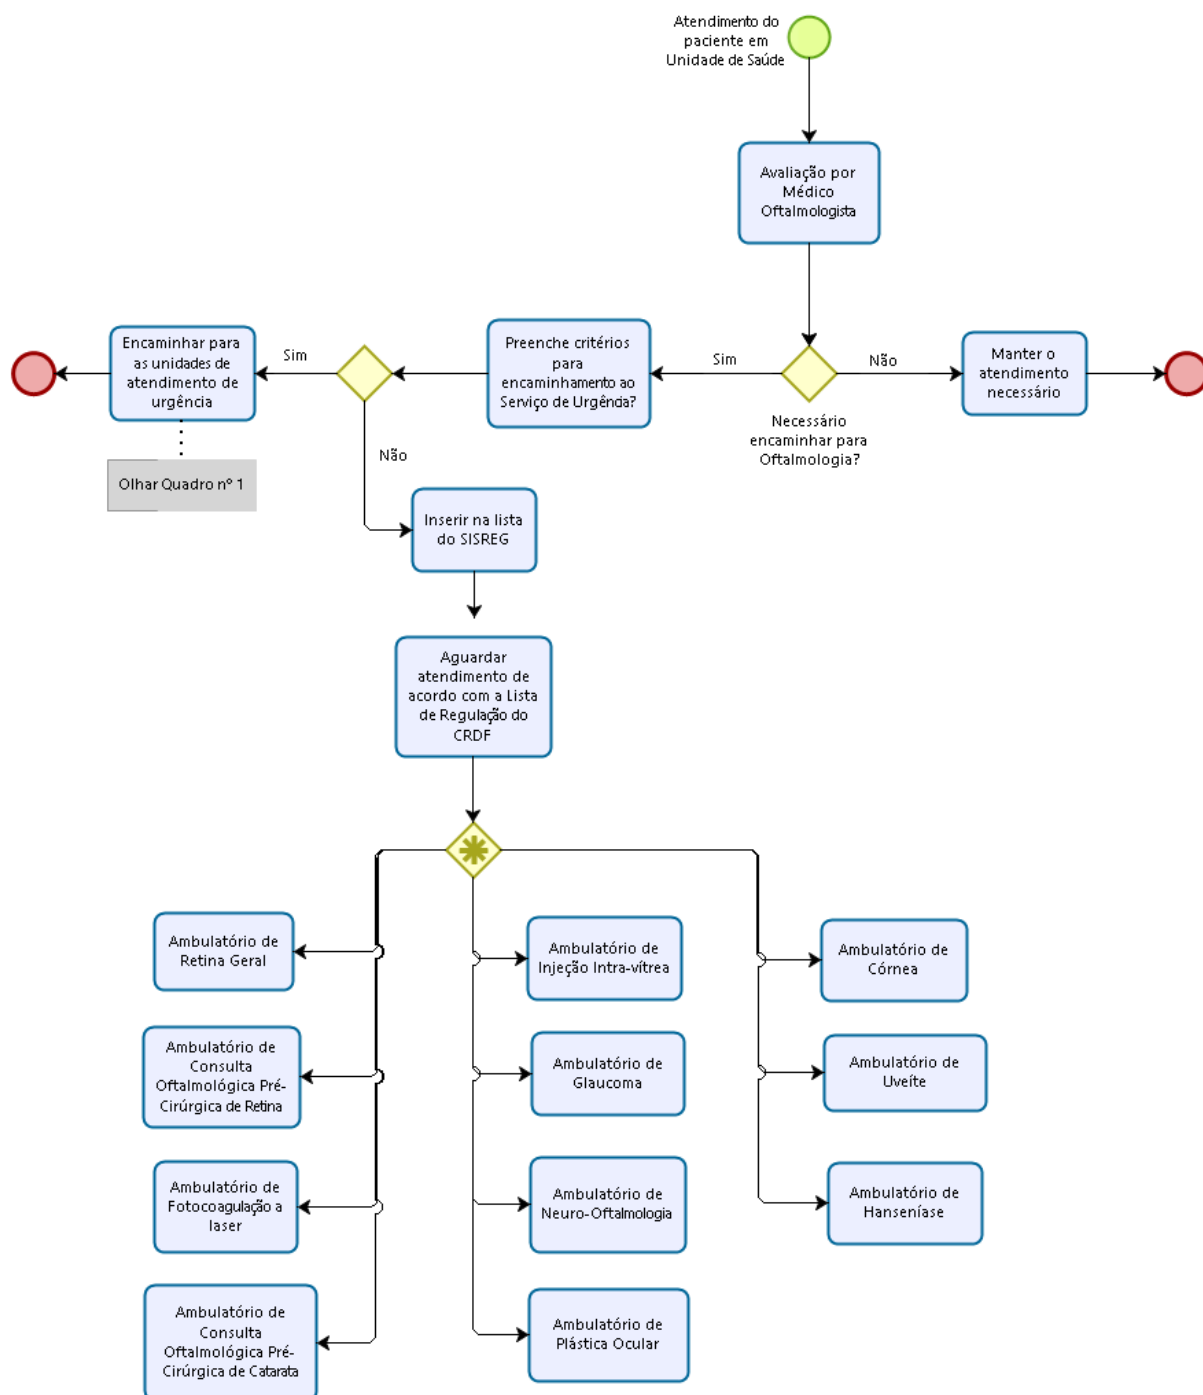 Atendimento do
paciente em
Unidade de Saúde
Avaliação por
Médico
Oftalmologista
Encaminhar para
as unidades de
atendimento de
urgência
Sim
Preenche critérios
para
encaminhamento ao
Serviço de Urgência?
Sim
Não
Manter o
atendimento
necessário
Necessário
encaminhar para
Oftalmologia?
Não
Olhar Quadro nº 1
Inserir na lista
do SISREG
Aguardar
atendimento de
acordo com a Lista
de Regulação do
CRDF
Ambulatório de
Retina Geral
Ambulatório de
Injeção Intra-vítrea
Ambulatório de
Córnea
Ambulatório de
Consulta
Oftalmológica Pré-
Cirúrgica de Retina
Ambulatório de
Glaucoma
Ambulatório de
Uveíte
Ambulatório de
Fotocoagulação a
laser
Ambulatório de
Neuro-Oftalmologia
Ambulatório de
Hanseníase
Ambulatório de
Consulta
Oftalmológica Pré-
Cirúrgica de Catarata
Ambulatório de
Plástica Ocular